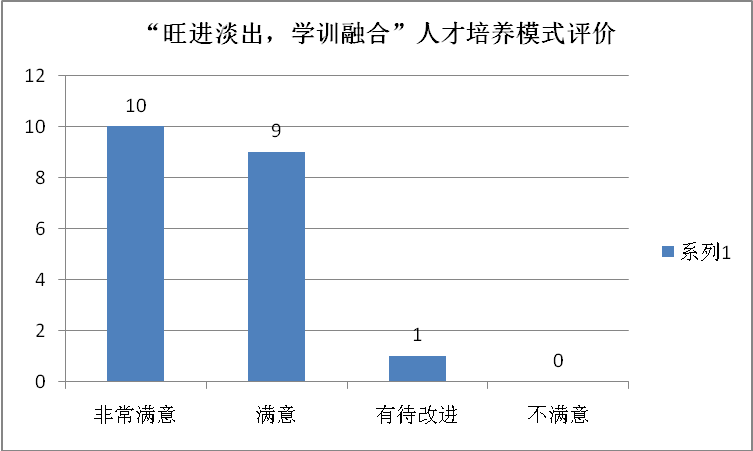 “旺进淡出，学训融合”人才培养模式评价
12
10
8
6
4
2
0
10
9
1
0
非常满意
满意
有待改进
不满意
系列1